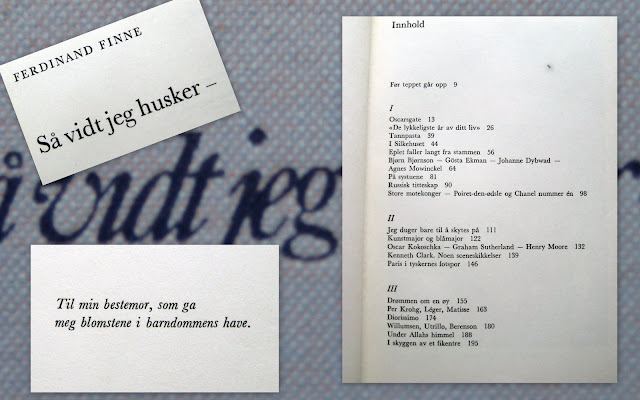 FERDINAND FINNE
Så vidt jeg husker –
å vidt jeg
Til min bestemor, som ga
meg blomstene i barndommens have.
Innhold
Før teppet går opp 9
I
Oscarsgate 13
«De lykkeligste år av ditt liv» 26
Tannpasta 39
I Silkehuset 44
Eplet faller langt fra stammen 56
Bjørn Bjørnson — Gösta Ekman — Johanne Dybwad —
Agnes Mowinckel 64
På systuene 81
Russisk titteskap 90
Store motekonger — Poiret-den-ødsle og Chanel nummer én 98
II
Jeg duger bare til å skytes på 111
Kunstmajor og blåmajor 122
Oscar Kokoschka — Graham Sutherland — Henry Moore 132
Kenneth Clark. Noen sceneskikkelser 139
Paris i tyskernes fotspor 146
III
Drømmen om en øy 155
Per Krohg, Léger, Matisse 163
Diorissimo 174
Willumsen, Utrillo, Berenson 180
Under Allahs himmel 188
I skyggen av et fikentre 195